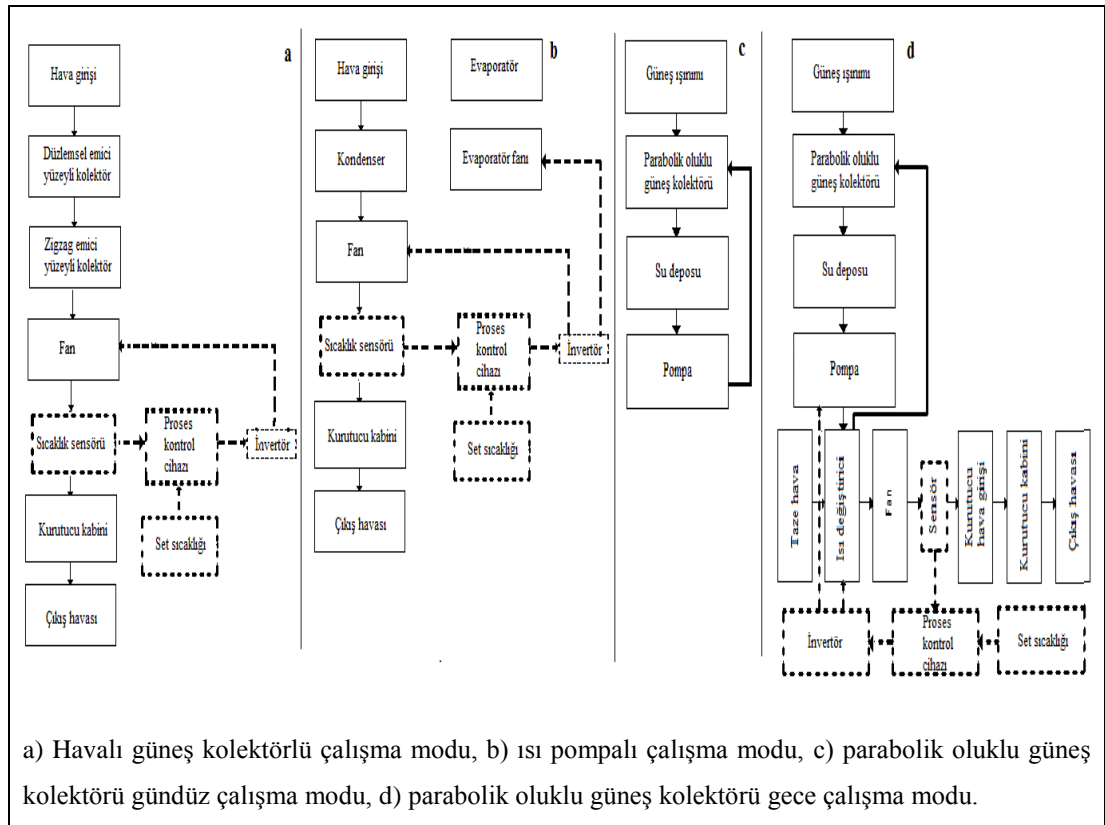 a
Hava girişi
Düzlemsel emici
yüzeyli kolektör
Zigzag emici
yüzeyli kolektör
Fan
Sıcaklık sensörü
Proses
kontrol
cihazı
İnvertör
Kurutucu kabini
Set sıcaklığı
Çıkış havası
b
Hava girişi
Evaporatör
Kondenser
Evaporatör fanı
Fan
Sıcaklık sensörü
Proses
kontrol
cihazı
İnvertör
Kurutucu kabini
Set sıcaklığı
Çıkış havası
c
Güneş ışınımı
Parabolik oluklu
güneş kolektörü
Su deposu
Pompa
d
Güneş ışınımı
Parabolik oluklu
güneş kolektörü
Su deposu
Pompa
Taze hava
Isı değiştirici
Fan
Sensör
Kurutucu
hava girişi
Kurutucu kabini
Çıkış havası
İnvertör
Proses
kontrol
cihazı
Set sıcaklığı
a) Havalı güneş kolektörlü çalışma modu, b) ısı pompalı çalışma modu, c) parabolik oluklu güneş
kolektörü gündüz çalışma modu, d) parabolik oluklu güneş kolektörü gece çalışma modu.